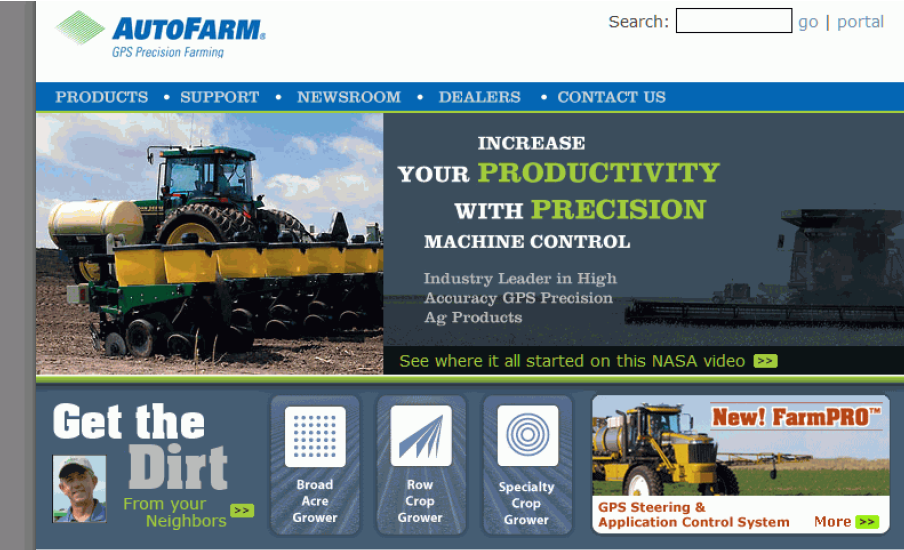 AUTOFARM®
GPS Precision Farming
Search: go | portal
PRODUCTS • SUPPORT • NEWSROOM • DEALERS • CONTACT US
INCREASE
YOUR PRODUCTIVITY
WITH PRECISION
MACHINE CONTROL
Industry Leader in High
Accuracy GPS Precision
Ag Products
See where it all started on this NASA video >>
Get the
Dirt
From your
Neighbors >>
Broad
Acre
Grower
Row
Crop
Grower
Specialty
Crop
Grower
New! FarmPRO™
GPS Steering &
Application Control System More >>